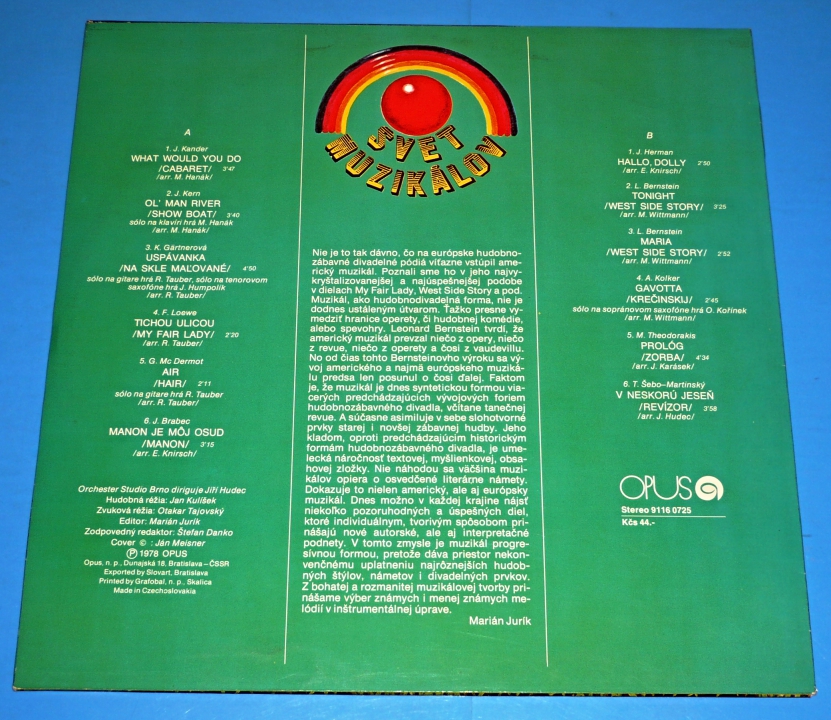 A
1. J. Kander
WHAT WOULD YOU DO
/CABARET/ 3'47
/arr. M. Hanák/
2. J. Kern
OL' MAN RIVER
/SHOW BOAT/ 3'40
sólo na klavíri hrá M. Hanák
/arr. M. Hanák/
3. K. Gärtnerová
USPÁVANKA
/NA SKLE MAĽOVANÉ/ 4'50
sólo na gitare hrá R. Tauber, sólo na tenorovom
saxofóne hrá J. Humpolík
/arr. R. Tauber/
4. F. Loewe
TICHOU ULICOU
/MY FAIR LADY/ 2'20
/arr. R. Tauber/
5. G. Mc Dermot
AIR
/HAIR/ 2'11
sólo na gitare hrá R. Tauber
/arr. R. Tauber/
6. J. Brabec
MANON JE MÔJ OSUD
/MANON/ 3'15
/arr. E. Knirsch/
Orchester Studio Brno diriguje Jiří Hudec
Hudobná réžia: Jan Kulíšek
Zvuková réžia: Otakar Tajovský
Editor: Marián Jurík
Zodpovedný redaktor: Štefan Danko
Cover © : Ján Meisner
Ⓟ 1978 OPUS
Opus, n. p., Dunajská 18, Bratislava – ČSSR
Exported by Slovart, Bratislava
Printed by Grafobal, n. p., Skalica
Made in Czechoslovakia
SVET
MUZIKÁLOV
Nie je to tak dávno, čo na európske hudobno-
zábavné divadelné pódiá víťazne vstúpil ame-
rický muzikál. Poznali sme ho v jeho najvy-
kryštalizovanejšej a najúspešnejšej podobe
v dielach My Fair Lady, West Side Story a pod.
Muzikál, ako hudobnodivadelná forma, nie je
dodnes ustáleným útvarom. Ťažko presne vy-
medziť hranice operety, či hudobnej komédie,
alebo spevohry. Leonard Bernstein tvrdí, že
americký muzikál prevzal niečo z opery, niečo
z revue, niečo z operety a čosi z vaudevillu.
No od čias tohto Bernsteinovho výroku sa vý-
voj amerického a najmä európskeho muziká-
lu predsa len posunul o čosi ďalej. Faktom
je, že muzikál je dnes syntetickou formou via-
cerých predchádzajúcich vývojových foriem
hudobnozábavného divadla, včítane tanečnej
revue. A súčasne asimiluje v sebe slohotvorné
prvky starej i novšej zábavnej hudby. Jeho
kladom, oproti predchádzajúcim historickým
formám hudobnozábavného divadla, je ume-
lecká náročnosť textovej, myšlienkovej, obsa-
hovej zložky. Nie náhodou sa väčšina muzi-
kálov opiera o osvedčené literárne námety.
Dokazuje to nielen americký, ale aj európsky
muzikál. Dnes možno v každej krajine nájsť
niekoľko pozoruhodných a úspešných diel,
ktoré individuálnym, tvorivým spôsobom pri-
nášajú nové autorské, ale aj interpretačné
podnety. V tomto zmysle je muzikál progre-
sívnou formou, pretože dáva priestor nekon-
venčnému uplatneniu najrôznejších hudob-
ných štýlov, námetov i divadelných prvkov.
Z bohatej a rozmanitej muzikálovej tvorby pri-
nášame výber známych i menej známych me-
lódií v inštrumentálnej úprave.
Marián Jurík
B
1. J. Herman
HALLO, DOLLY 2'50
/arr. E. Knirsch/
2. L. Bernstein
TONIGHT
/WEST SIDE STORY/ 3'25
/arr. M. Wittmann/
3. L. Bernstein
MARIA
/WEST SIDE STORY/ 2'52
/arr. M. Wittmann/
4. A. Kolker
GAVOTTA
/KREČINSKIJ/ 2'45
sólo na sopránovom saxofóne hrá O. Kořínek
/arr. M. Wittmann/
5. M. Theodorakis
PROLÓG
/ZORBA/ 4'34
/arr. J. Karásek/
6. T. Šebo–Martinský
V NESKORÚ JESEŇ
/REVÍZOR/ 3'58
/arr. J. Hudec/
OPUS
Stereo 9116 0725
Kčs 44.-